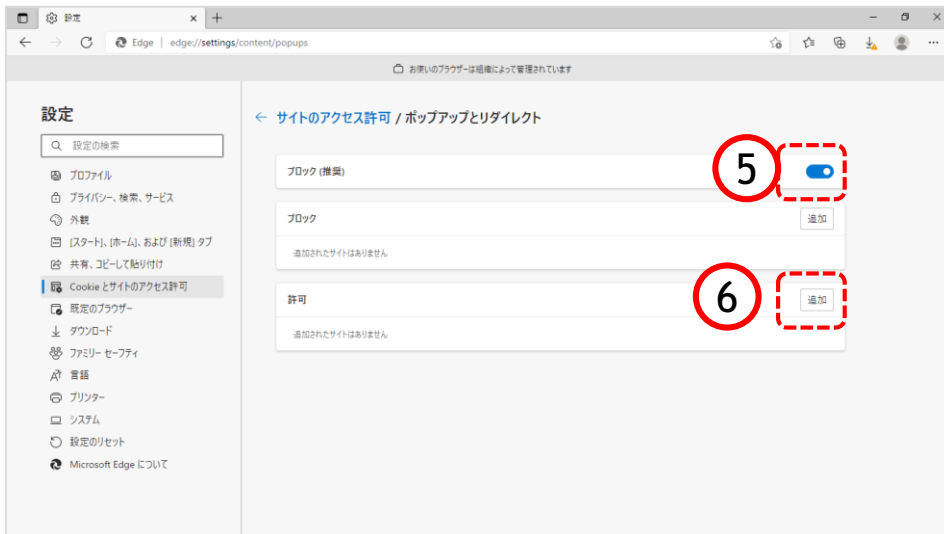 設定
Edge | edge://settings/content/popups
お使いのブラウザーは組織によって管理されています
設定
設定の検索
プロファイル
プライバシー、検索、サービス
外観
[スタート]、[ホーム]、および [新規] タブ
共有、コピーして貼り付け
Cookie とサイトのアクセス許可
既定のブラウザー
ダウンロード
ファミリー セーフティ
言語
プリンター
システム
設定のリセット
Microsoft Edge について
サイトのアクセス許可 / ポップアップとリダイレクト
ブロック (推奨)
5
ブロック
追加
追加されたサイトはありません
許可
6
追加
追加されたサイトはありません